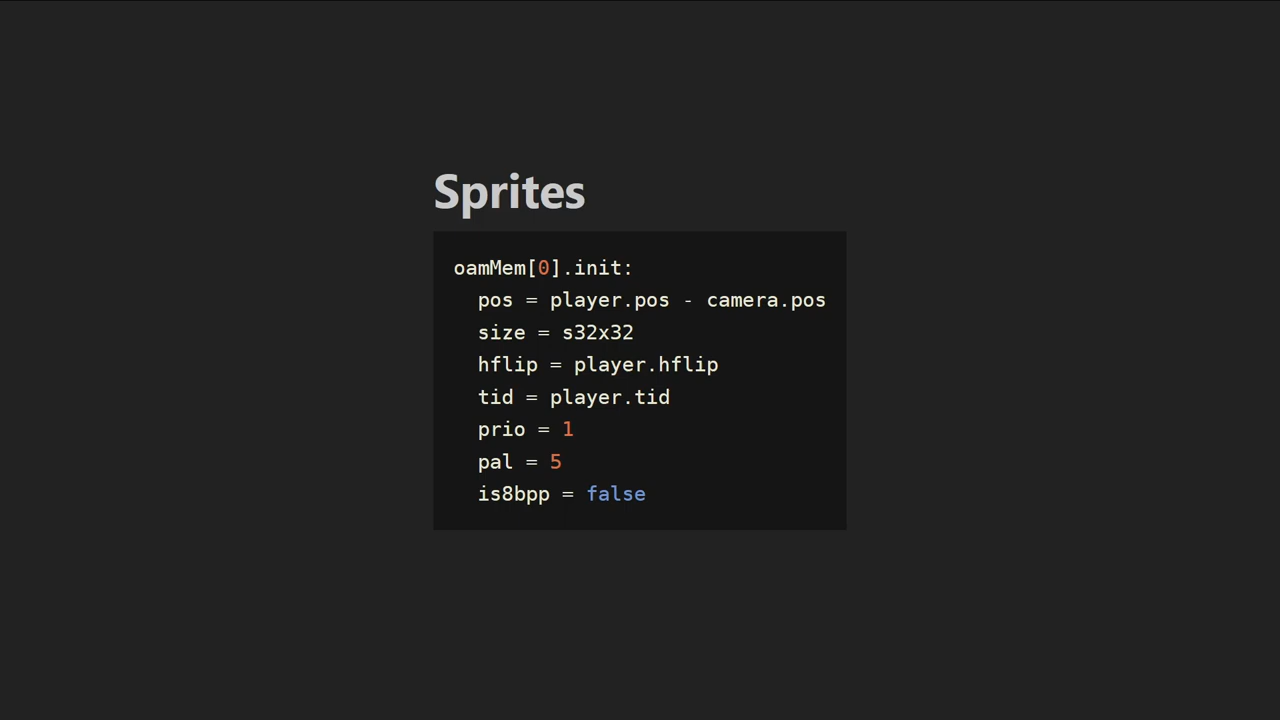 Sprites
oamMem[0].init:
  pos = player.pos - camera.pos
  size = s32x32
  hflip = player.hflip
  tid = player.tid
  prio = 1
  pal = 5
  is8bpp = false